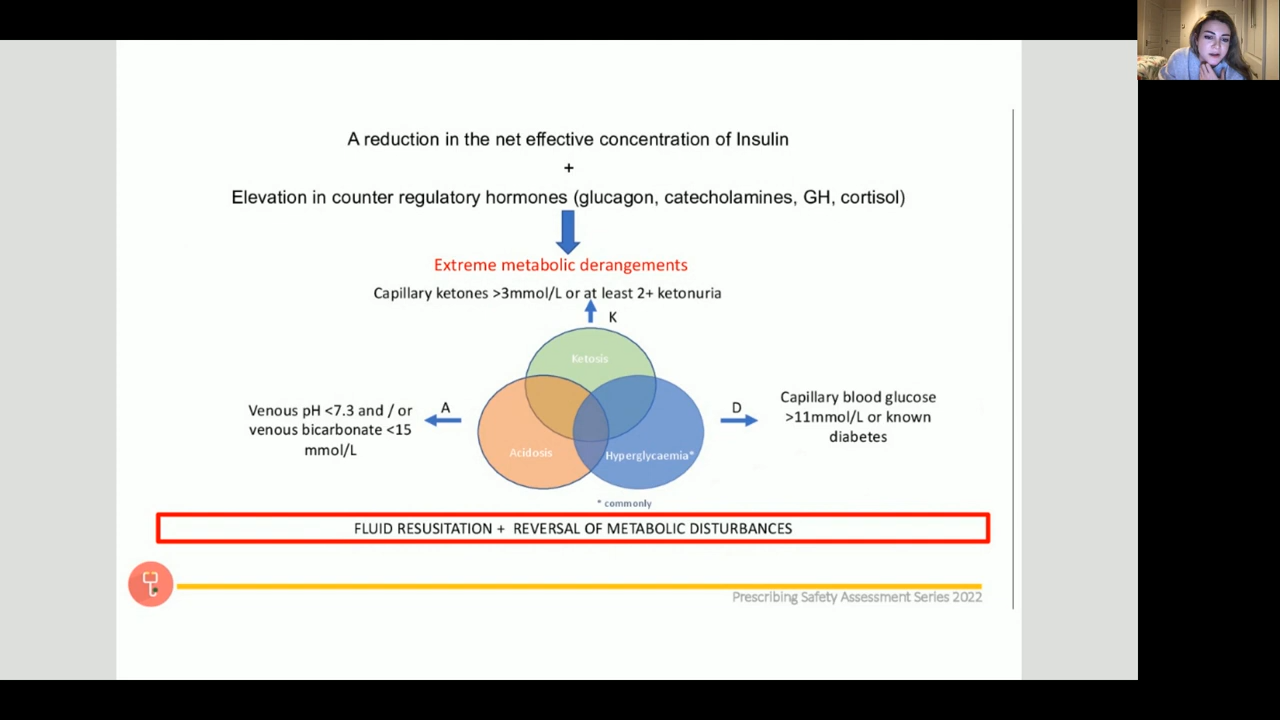 A reduction in the net effective concentration of Insulin
+
Elevation in counter regulatory hormones (glucagon, catecholamines, GH, cortisol)
Extreme metabolic derangements
Capillary ketones >3mmol/L or at least 2+ ketonuria
K
Ketosis
Venous pH <7.3 and / or
venous bicarbonate <15
mmol/L
A
Acidosis
Hyperglycaemia*
D
Capillary blood glucose
>11mmol/L or known
diabetes
* commonly
FLUID RESUSITATION + REVERSAL OF METABOLIC DISTURBANCES
Prescribing Safety Assessment Series 2022